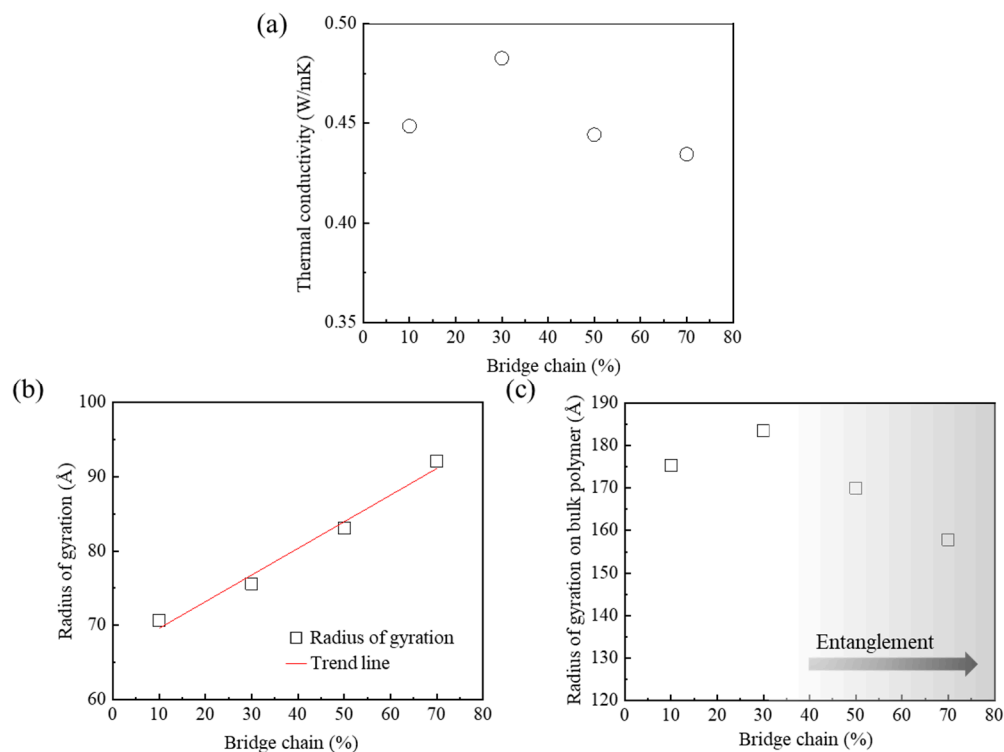 (a)
Thermal conductivity (W/mK)
0.50
0.45
0.40
0.35
0 10 20 30 40 50 60 70 80
Bridge chain (%)
(b)
Radius of gyration (Å)
100
90
80
70
60
Radius of gyration
Trend line
0 10 20 30 40 50 60 70 80
Bridge chain (%)
(c)
Radius of gyration on bulk polymer (Å)
190
180
170
160
150
140
130
120
Entanglement
0 10 20 30 40 50 60 70 80
Bridge chain (%)